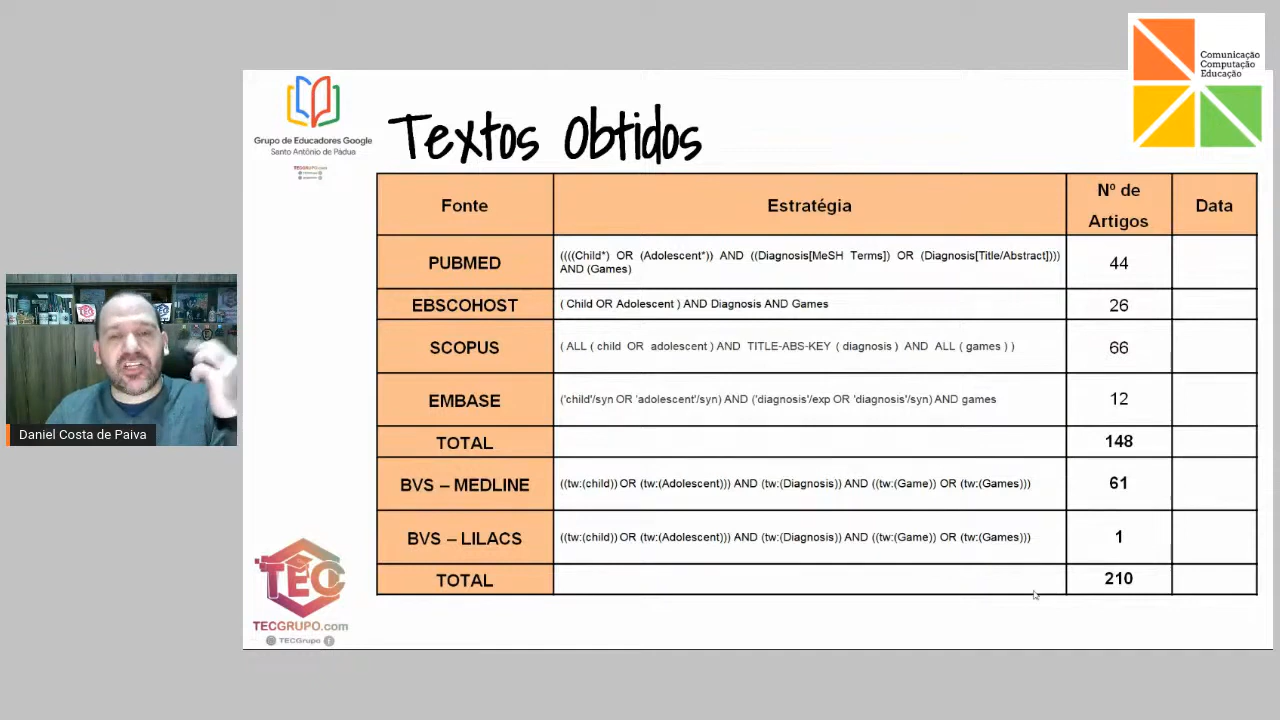 Comunicação
Computação
Educação
Grupo de Educadores Google
Santo Antônio de Pádua
TECGRUPO.com
Textos Obtidos
Fonte
Estratégia
Nº de
Artigos
Data
PUBMED
((((Child*) OR (Adolescent*)) AND ((Diagnosis[MeSH Terms]) OR (Diagnosis[Title/Abstract])))
AND (Games)
44
EBSCOHOST
( Child OR Adolescent ) AND Diagnosis AND Games
26
SCOPUS
( ALL ( child OR adolescent ) AND TITLE-ABS-KEY ( diagnosis ) AND ALL ( games ) )
66
EMBASE
('child'/syn OR 'adolescent'/syn) AND ('diagnosis'/exp OR 'diagnosis'/syn) AND games
12
TOTAL
148
BVS – MEDLINE
((tw:(child)) OR (tw:(Adolescent))) AND (tw:(Diagnosis)) AND ((tw:(Game)) OR (tw:(Games)))
61
BVS – LILACS
((tw:(child)) OR (tw:(Adolescent))) AND (tw:(Diagnosis)) AND ((tw:(Game)) OR (tw:(Games)))
1
TOTAL
210
Daniel Costa de Paiva
TEC
TECGRUPO.com
TECGrupo